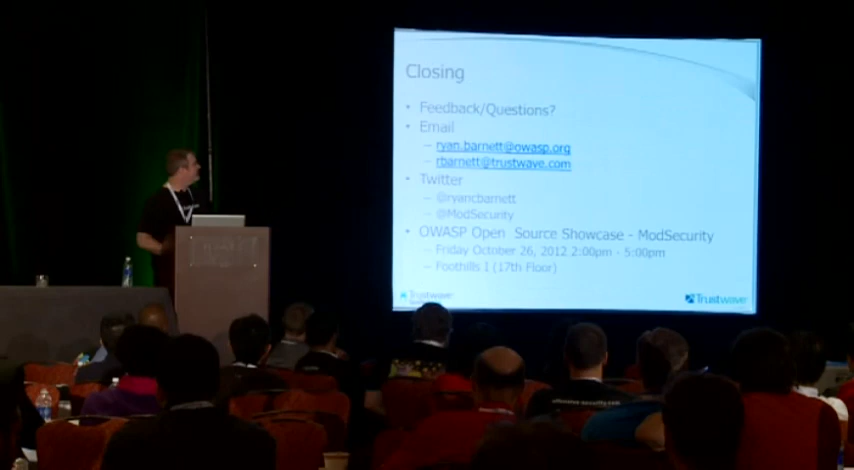 Closing
• Feedback/Questions?
• Email
– ryan.barnett@owasp.org
– rbarnett@trustwave.com
• Twitter
– @ryancbarnett
– @ModSecurity
• OWASP Open Source Showcase - ModSecurity
– Friday October 26, 2012 2:00pm - 5:00pm
– Foothills I (17th Floor)
Trustwave
Trustwave